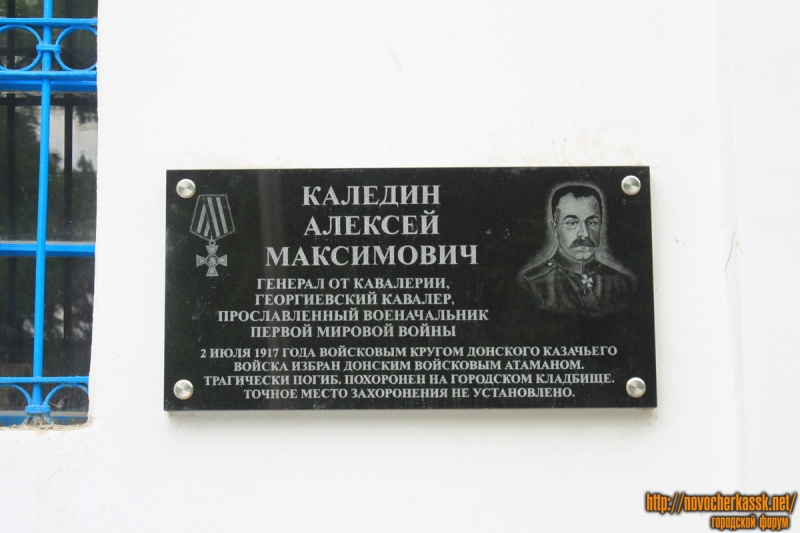 КАЛЕДИН
АЛЕКСЕЙ
МАКСИМОВИЧ
ГЕНЕРАЛ ОТ КАВАЛЕРИИ,
ГЕОРГИЕВСКИЙ КАВАЛЕР,
ПРОСЛАВЛЕННЫЙ ВОЕНАЧАЛЬНИК
ПЕРВОЙ МИРОВОЙ ВОЙНЫ
2 ИЮЛЯ 1917 ГОДА ВОЙСКОВЫМ КРУГОМ ДОНСКОГО КАЗАЧЬЕГО
ВОЙСКА ИЗБРАН ДОНСКИМ ВОЙСКОВЫМ АТАМАНОМ.
ТРАГИЧЕСКИ ПОГИБ. ПОХОРОНЕН НА ГОРОДСКОМ КЛАДБИЩЕ.
ТОЧНОЕ МЕСТО ЗАХОРОНЕНИЯ НЕ УСТАНОВЛЕНО.
http://novocherkassk.net/
городской форум